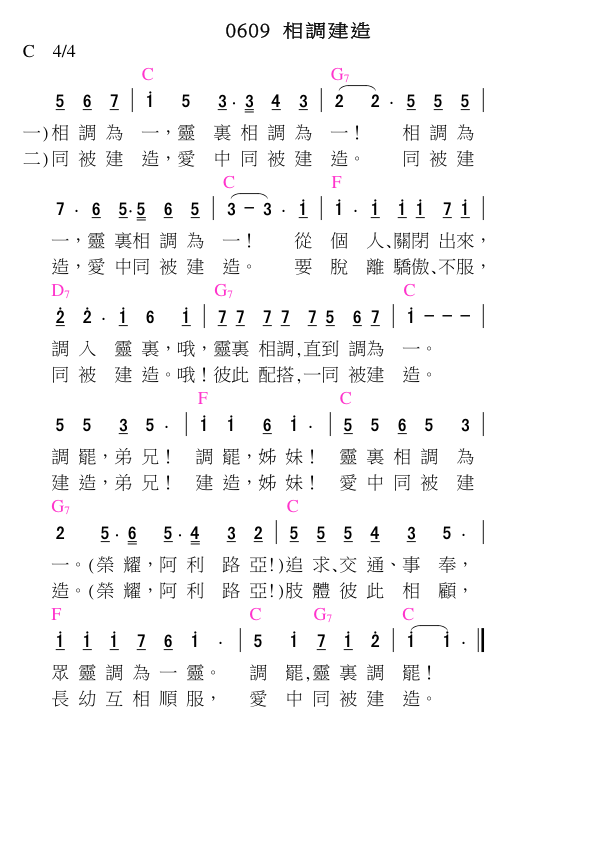 0609 相調建造
C 4/4
C G7
5 6 7 | i 5 3 . 3 4 3 | 2 2 . 5 5 5 |
一)相 調 為 一，靈 裏 相 調 為 一！ 相 調 為
二)同 被 建 造，愛 中 同 被 建 造。 同 被 建
C F
7 . 6 5.5 6 5 | 3 - 3 . i | i . i i i 7 i |
一，靈 裏相 調 為 一！ 從 個 人、關閉 出來，
造，愛 中同 被 建 造。 要 脫 離 驕傲、不服，
D7 G7 C
2 2 . i 6 i | 7 7 7 7 7 5 6 7 | i - - - |
調 入 靈 裏，哦，靈裏 相調,直到 調為 一。
同 被 建 造。哦！彼此 配搭,一同 被建 造。
F C
5 5 3 5 . | i i 6 i . | 5 5 6 5 3 |
調 罷，弟 兄！ 調 罷，姊 妹！ 靈 裏 相 調 為
建 造，弟 兄！ 建 造，姊 妹！ 愛 中 同 被 建
G7 C
2 5 . 6 5 . 4 3 2 | 5 5 5 4 3 5 .
一。(榮 耀，阿 利 路 亞!)追 求、交 通、事 奉，
造。(榮 耀，阿 利 路 亞!)肢 體 彼 此 相 顧，
F C G7 C
i i i 7 6 i . | 5 i 7 i 2 | i i . ||
眾 靈 調 為 一 靈。 調 罷,靈 裏 調 罷！
長 幼 互 相 順 服， 愛 中 同 被 建 造。